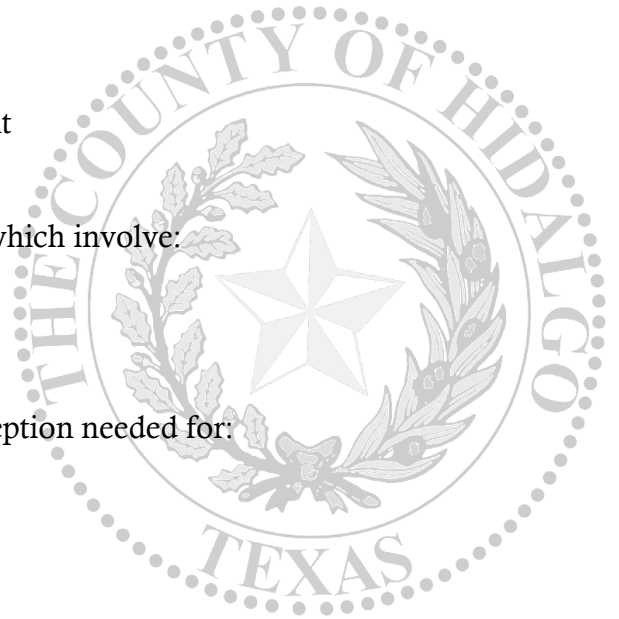 THE COUNTY OF HIDALGO
t
which involve:
eption needed for:
TEXAS